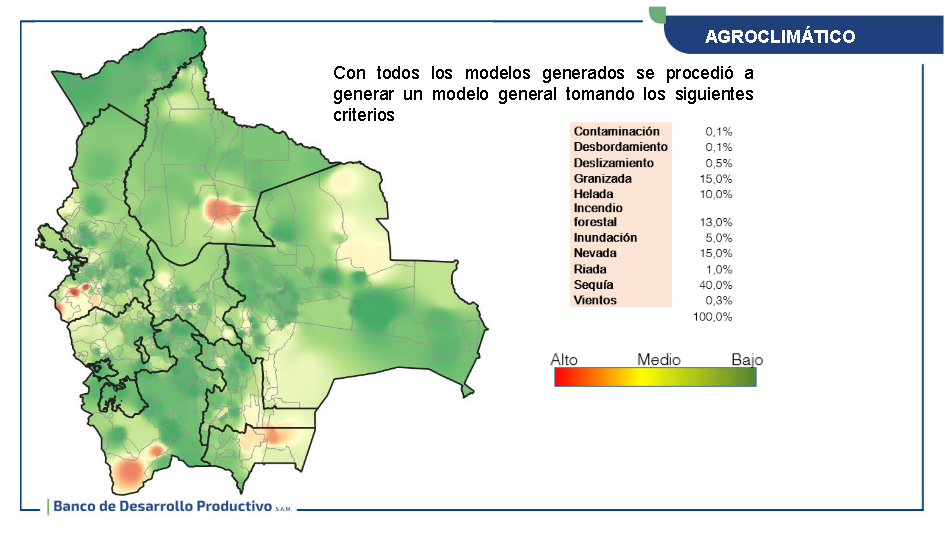 AGROCLIMÁTICO
Con todos los modelos generados se procedió a
generar un modelo general tomando los siguientes
criterios
Contaminación 0,1%
Desbordamiento 0,1%
Deslizamiento 0,5%
Granizada 15,0%
Helada 10,0%
Incendio
forestal 13,0%
Inundación 5,0%
Nevada 15,0%
Riada 1,0%
Sequía 40,0%
Vientos 0,3%
100,0%
Alto Medio Bajo
Banco de Desarrollo Productivo S.A.M.